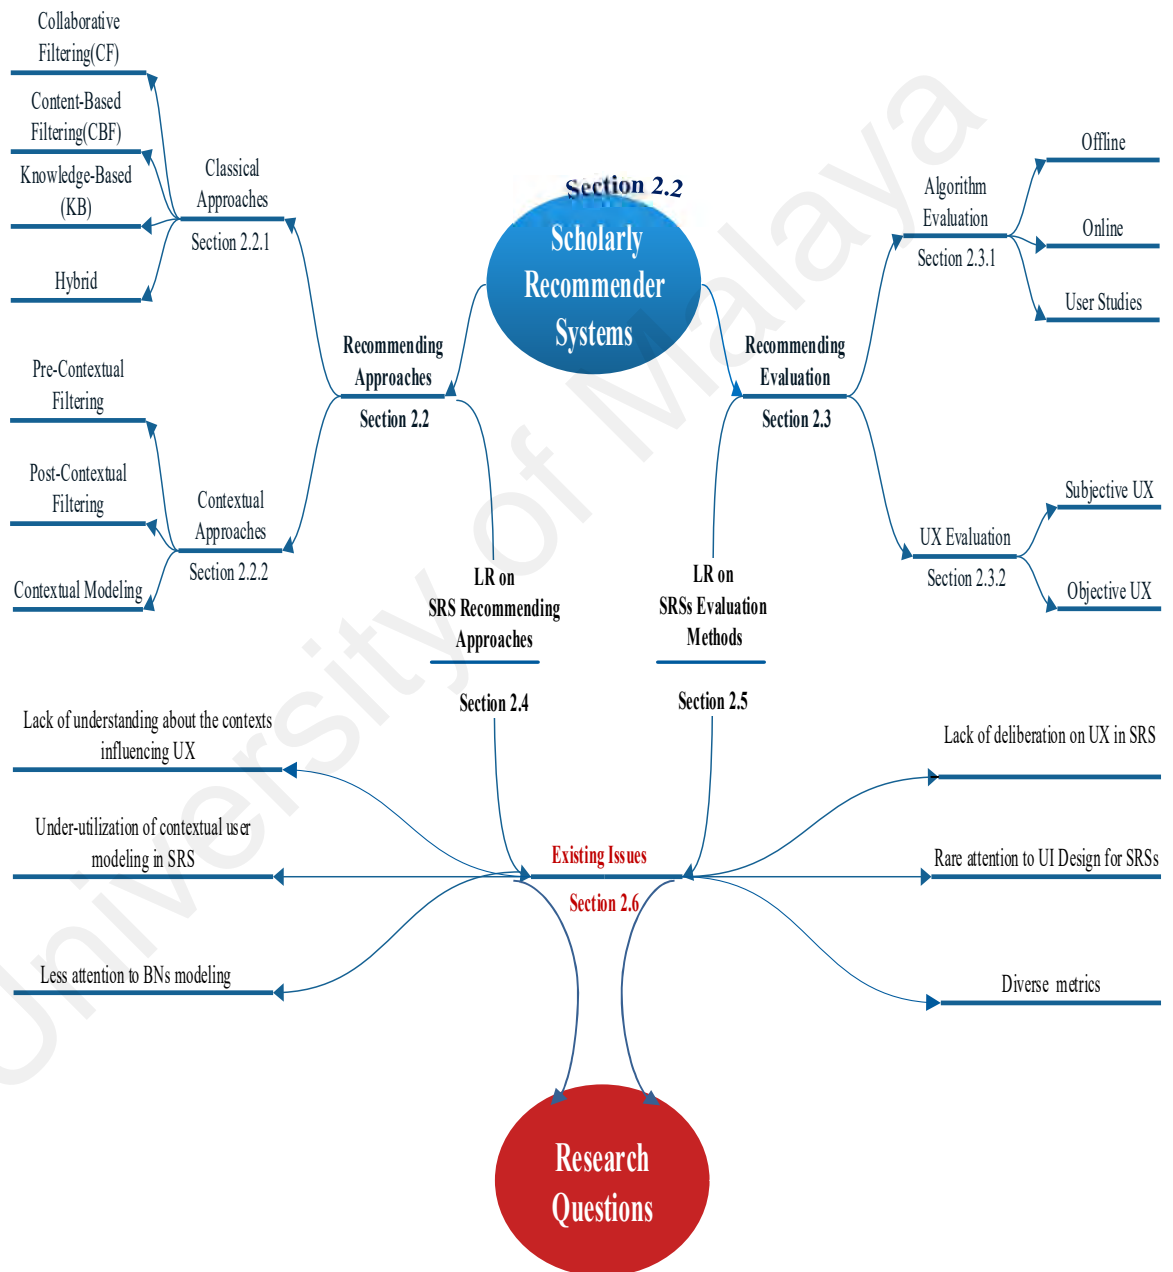 Section 2.2
Scholarly
Recommender
Systems
Collaborative
Filtering(CF)
Content-Based
Filtering(CBF)
Knowledge-Based
(KB)
Hybrid
Classical
Approaches
Section 2.2.1
Pre-Contextual
Filtering
Post-Contextual
Filtering
Contextual Modeling
Contextual
Approaches
Section 2.2.2
Recommending
Approaches
Section 2.2
Recommending
Evaluation
Section 2.3
Algorithm
Evaluation
Section 2.3.1
Offline
Online
User Studies
UX Evaluation
Section 2.3.2
Subjective UX
Objective UX
LR on
SRS Recommending
Approaches
Section 2.4
LR on
SRSs Evaluation
Methods
Section 2.5
Lack of understanding about the contexts
influencing UX
Under-utilization of contextual user
modeling in SRS
Less attention to BNs modeling
Existing Issues
Section 2.6
Lack of deliberation on UX in SRS
Rare attention to UI Design for SRSs
Diverse metrics
Research
Questions
University of Malaya